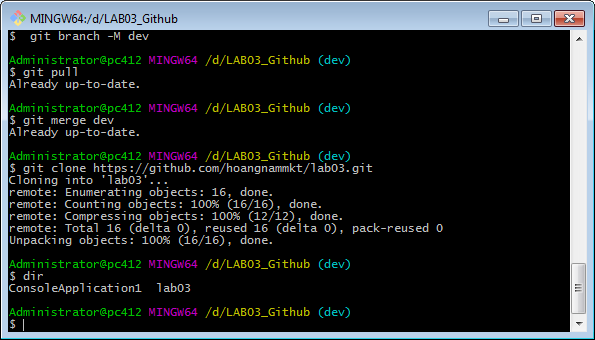 MINGW64:/d/LAB03_Github
$  git branch -M dev
Administrator@pc412 MINGW64 /d/LAB03_Github (dev)
$ git pull
Already up-to-date.
Administrator@pc412 MINGW64 /d/LAB03_Github (dev)
$ git merge dev
Already up-to-date.
Administrator@pc412 MINGW64 /d/LAB03_Github (dev)
$ git clone https://github.com/hoangnammkt/lab03.git
Cloning into 'lab03'...
remote: Enumerating objects: 16, done.
remote: Counting objects: 100% (16/16), done.
remote: Compressing objects: 100% (12/12), done.
remote: Total 16 (delta 0), reused 16 (delta 0), pack-reused 0
Unpacking objects: 100% (16/16), done.
Administrator@pc412 MINGW64 /d/LAB03_Github (dev)
$ dir
ConsoleApplication1  lab03
Administrator@pc412 MINGW64 /d/LAB03_Github (dev)
$